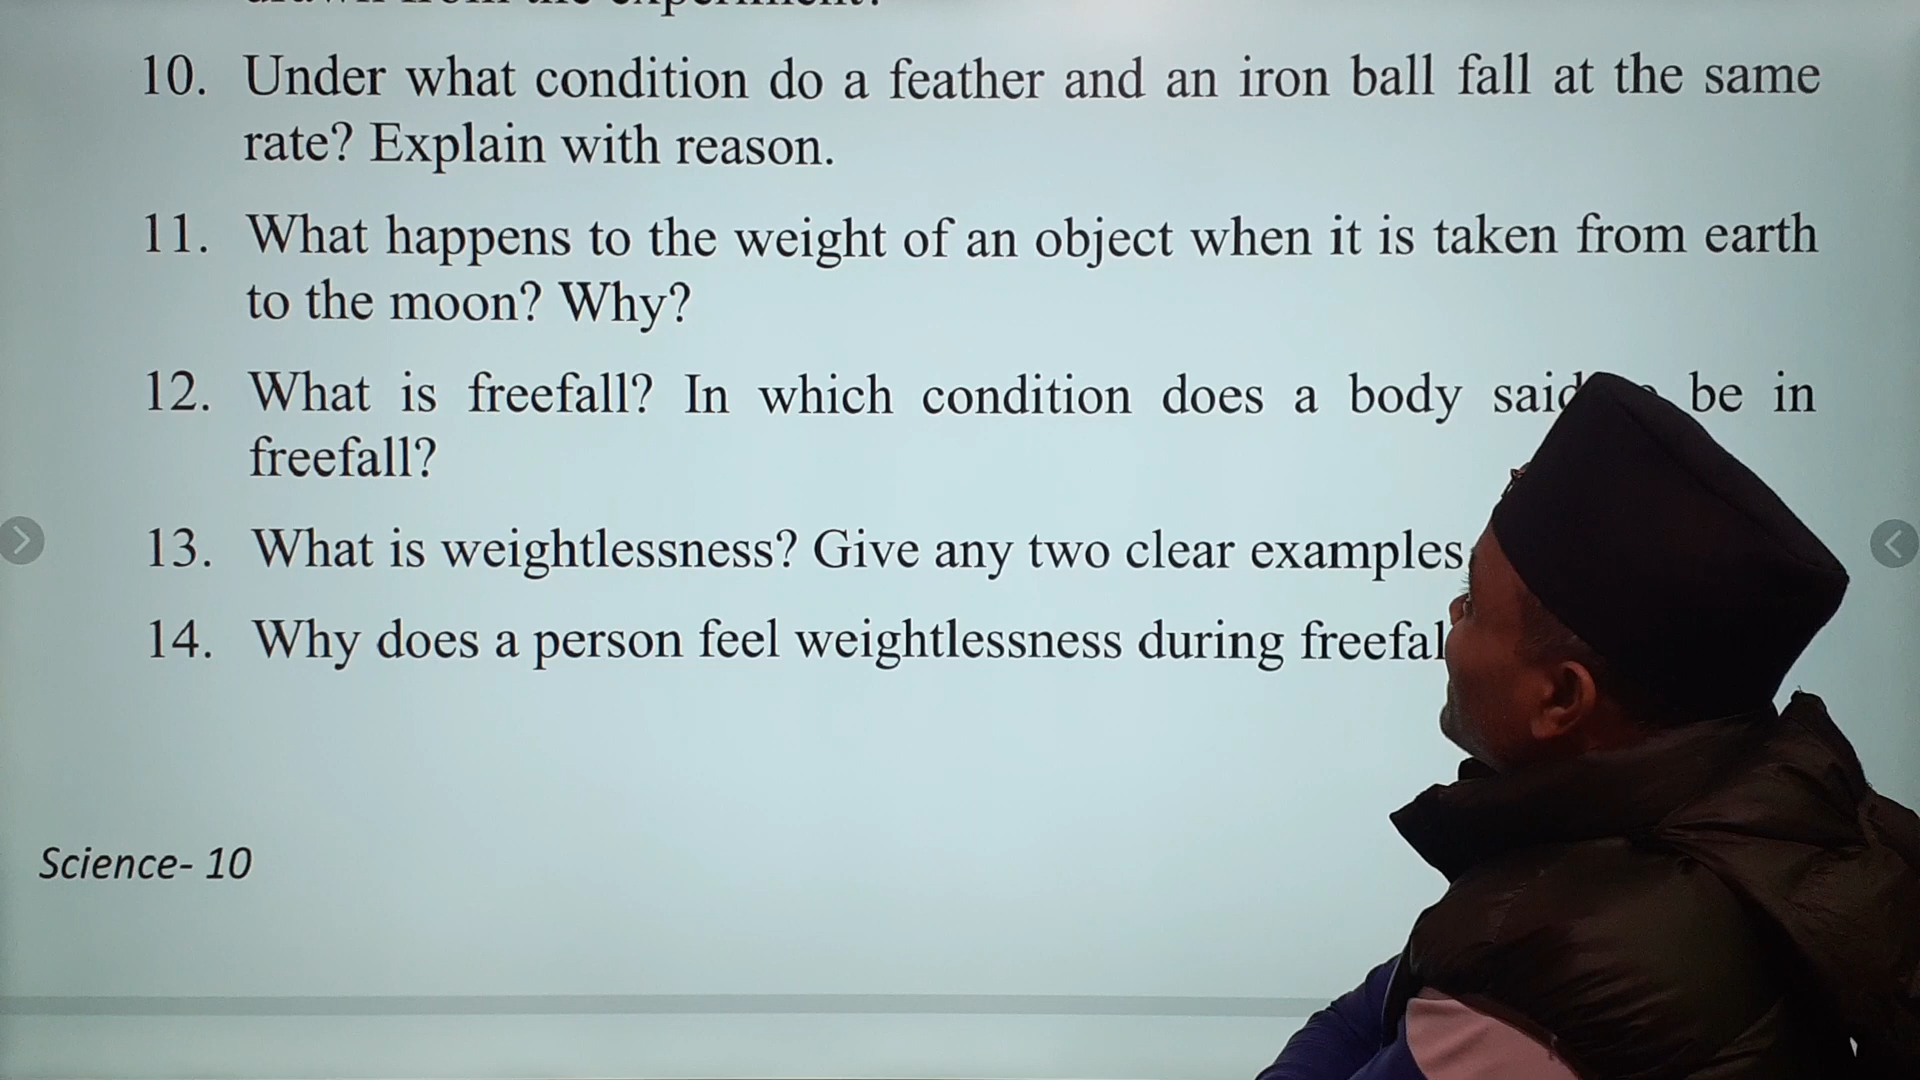 10. Under what condition do a feather and an iron ball fall at the same
rate? Explain with reason.
11. What happens to the weight of an object when it is taken from earth
to the moon? Why?
12. What is freefall? In which condition does a body said be in
freefall?
13. What is weightlessness? Give any two clear examples
14. Why does a person feel weightlessness during
Science- 10